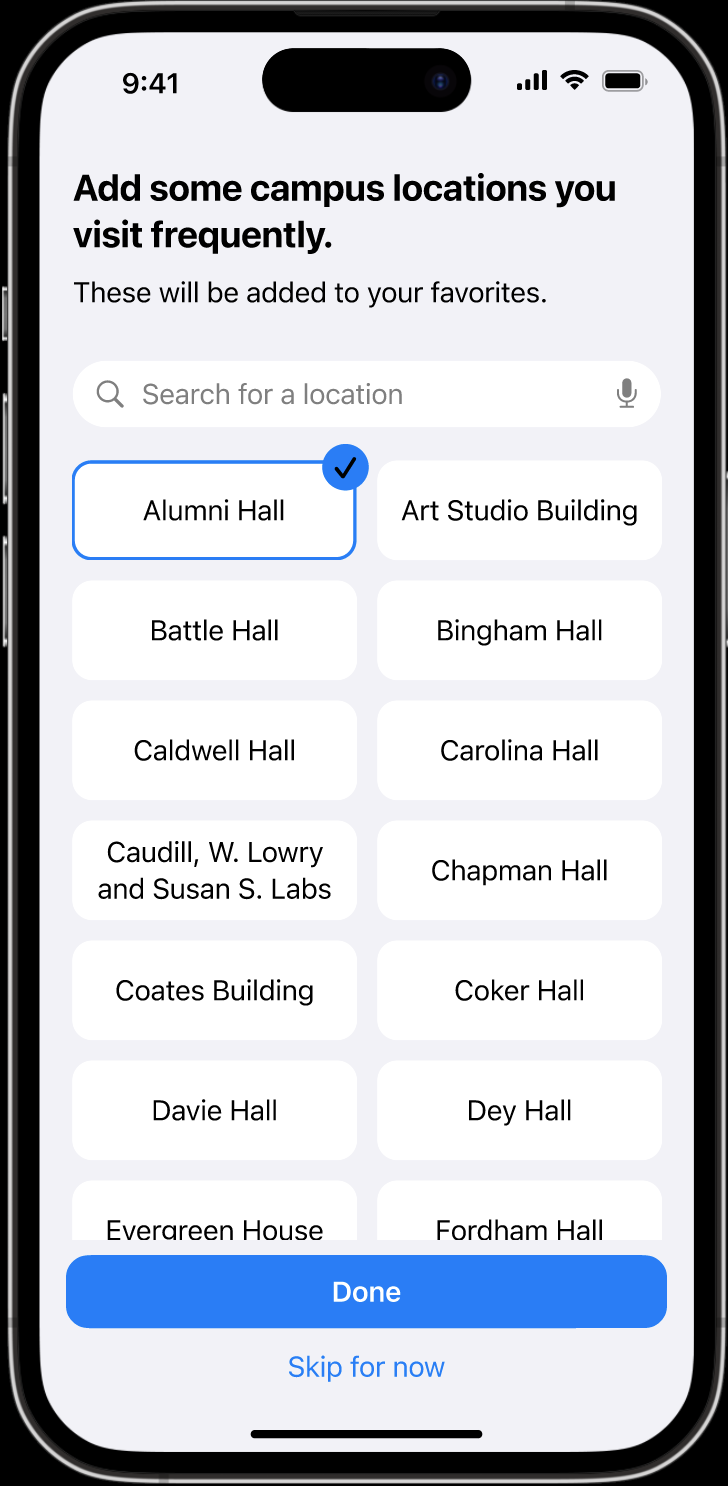 9:41
Add some campus locations you
visit frequently.
These will be added to your favorites.
Search for a location
Alumni Hall
Art Studio Building
Battle Hall
Bingham Hall
Caldwell Hall
Carolina Hall
Caudill, W. Lowry
and Susan S. Labs
Chapman Hall
Coates Building
Coker Hall
Davie Hall
Dey Hall
Evergreen House
Fordham Hall
Done
Skip for now